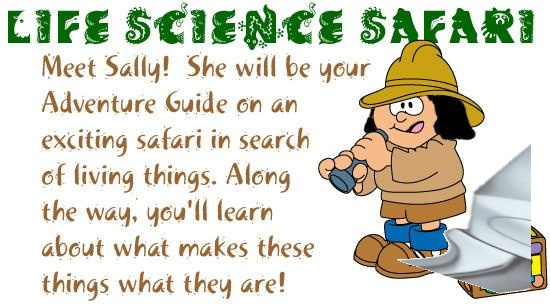 LIFE SCIENCE SAFARI
Meet Sally! She will be your
Adventure Guide on an
exciting safari in search
of living things. Along
the way, you'll learn
about what makes these
things what they are!